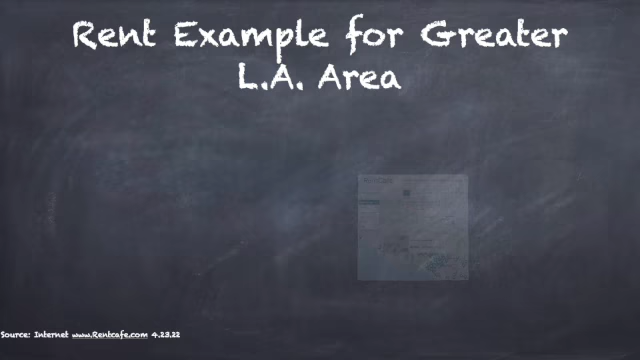 Rent Example for Greater
L.A. Area
Source: Internet www.Rentcafe.com 4.23.22